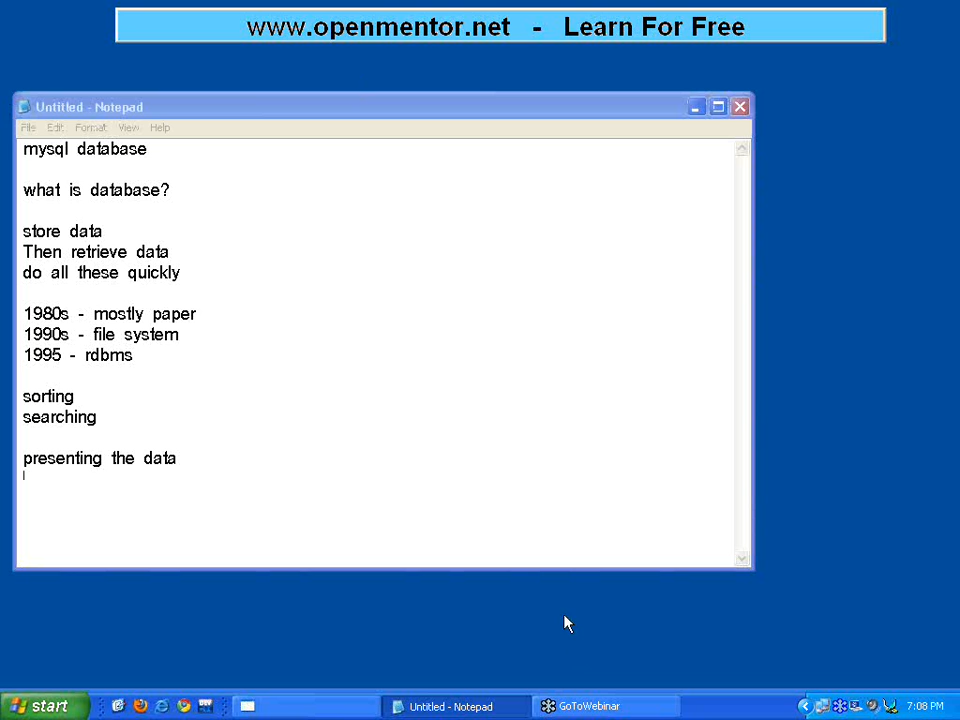 www.openmentor.net - Learn For Free
Untitled - Notepad
File Edit Format View Help
mysql database
what is database?
store data
Then retrieve data
do all these quickly
1980s - mostly paper
1990s - file system
1995 - rdbms
sorting
searching
presenting the data
start Untitled - Notepad GoToWebinar 7:08 PM